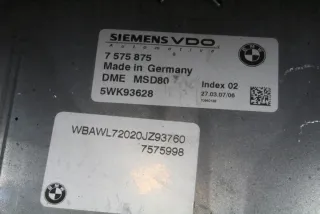 SIEMENS VDO
Automotive
7 575 875
Made in Germany
DME MSD80
Index 02
5WK93628
27.03.07/06
WBAWL72020JZ93760
7575998